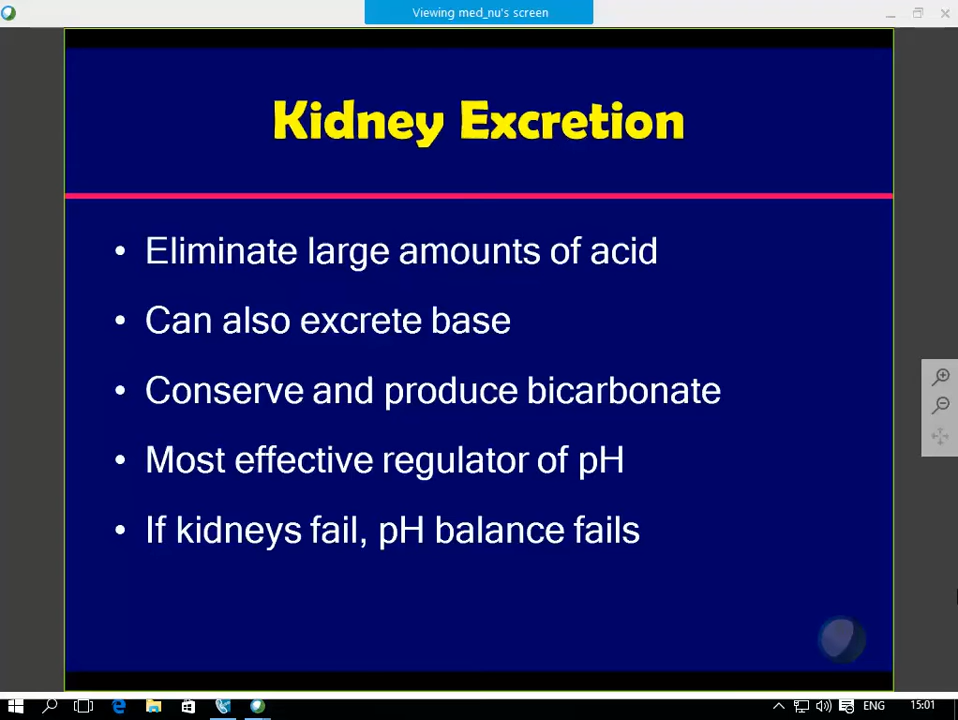 Viewing med_nu's screen
Kidney Excretion
• Eliminate large amounts of acid
• Can also excrete base
• Conserve and produce bicarbonate
• Most effective regulator of pH
• If kidneys fail, pH balance fails
ENG
15:01